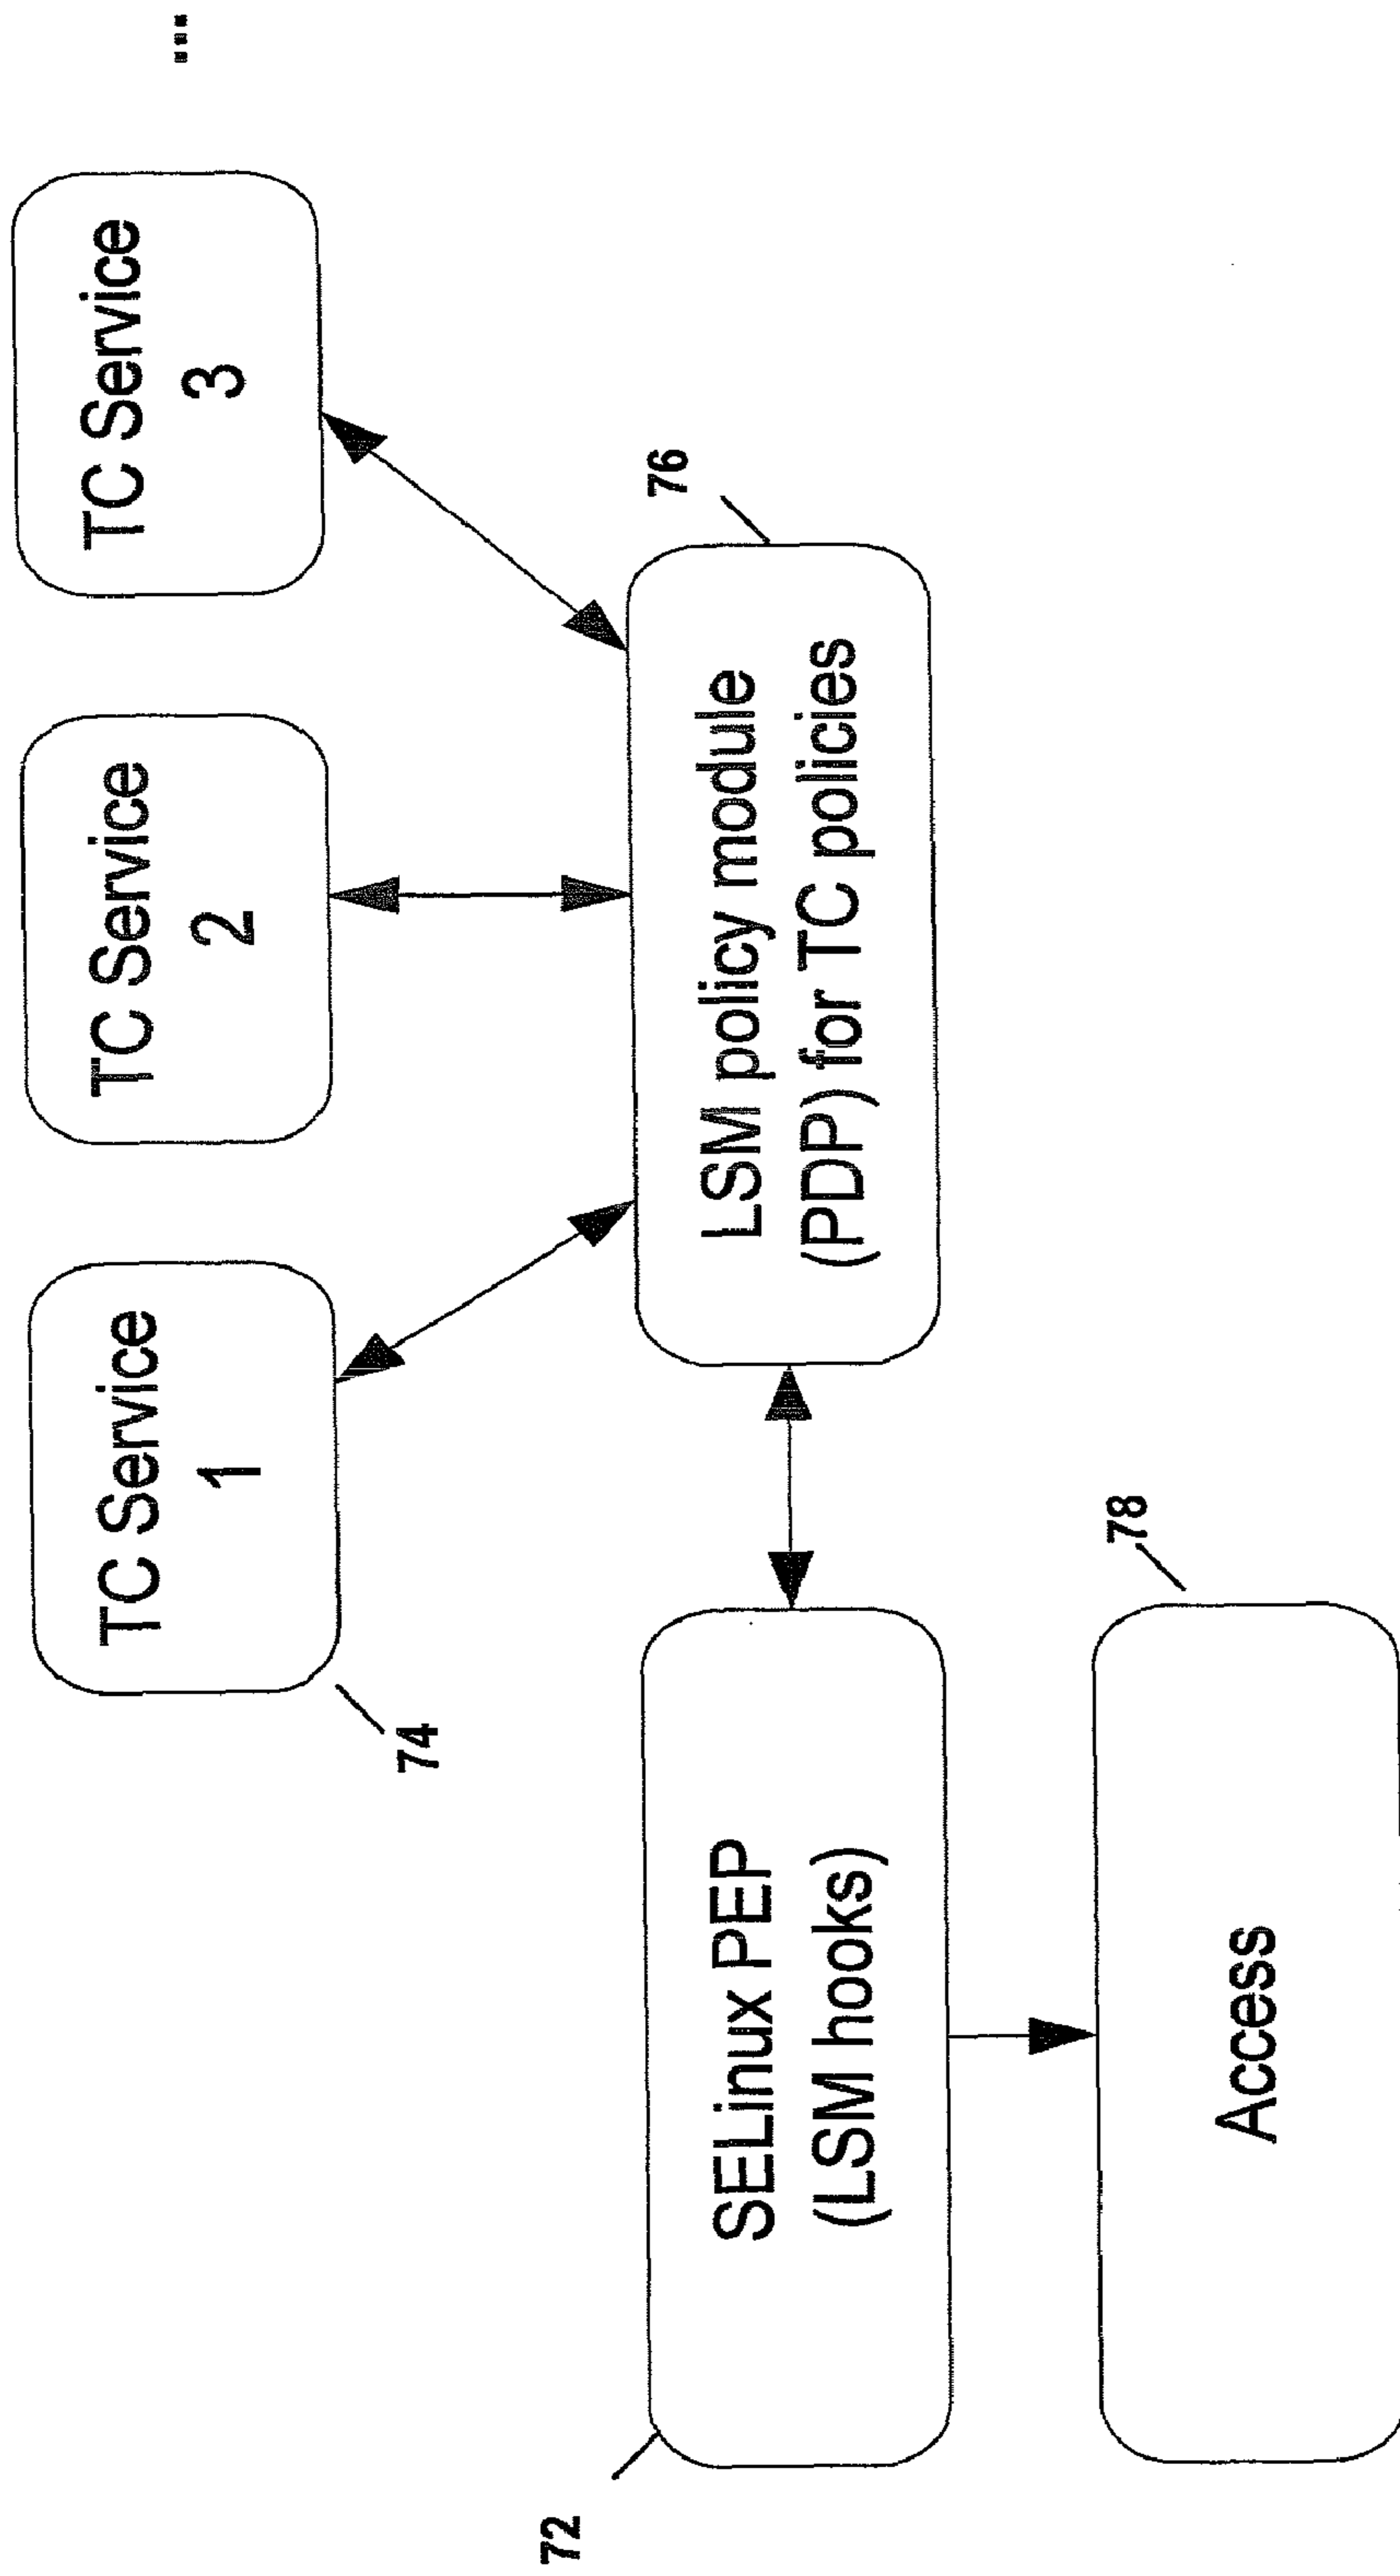 TC Service
1
TC Service
2
TC Service
3
...
74
76
LSM policy module
(PDP) for TC policies
72
SELinux PEP
(LSM hooks)
78
Access